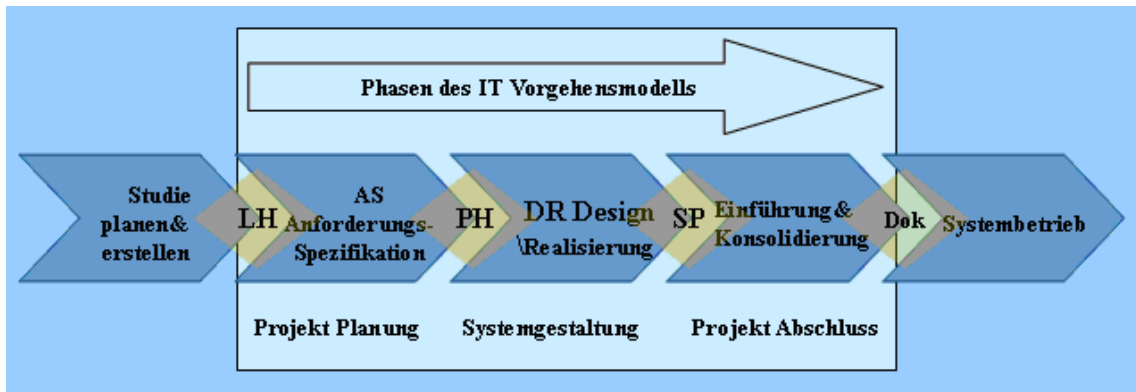 Phasen des IT Vorgehensmodells
Studie
planen&
erstellen
LH
AS
Anforderungs-
Spezifikation
PH
DR Design
\Realisierung
SP
Einführung&
Konsolidierung
Dok
Systembetrieb
Projekt Planung
Systemgestaltung
Projekt Abschluss